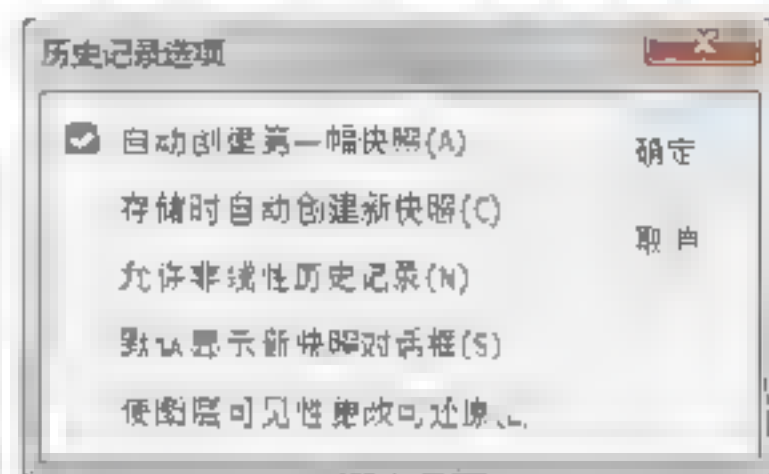 历史记录选项
自动创建第一幅快照(A)
确定
存储时自动创建新快照(C)
取消
允许非线性历史记录(N)
默认显示新快照对话框(S)
使图层可见性更改可还原(L)